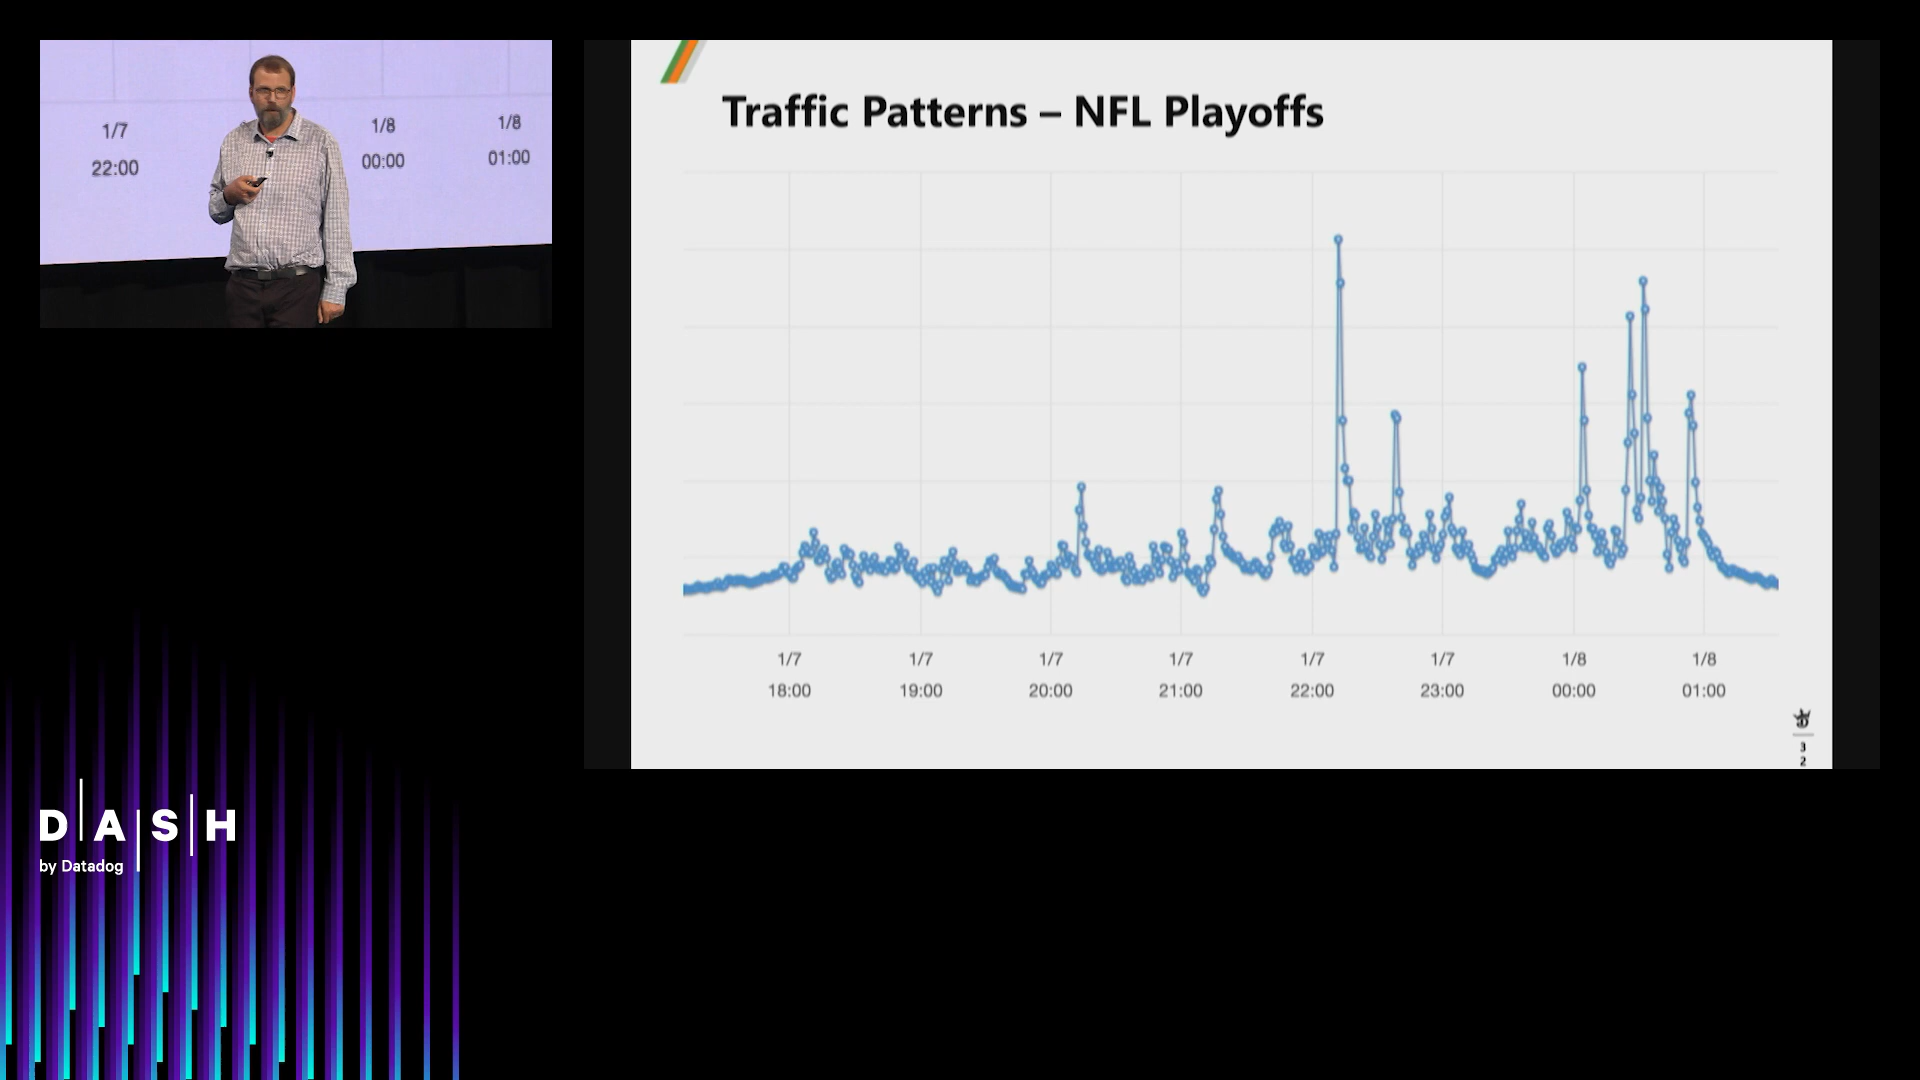 1/7
22:00
1/8
00:00
1/8
01:00
Traffic Patterns – NFL Playoffs
1/7 1/7 1/7 1/7 1/7 1/7 1/8 1/8
18:00 19:00 20:00 21:00 22:00 23:00 00:00 01:00
3
2
D A S H
by Datadog